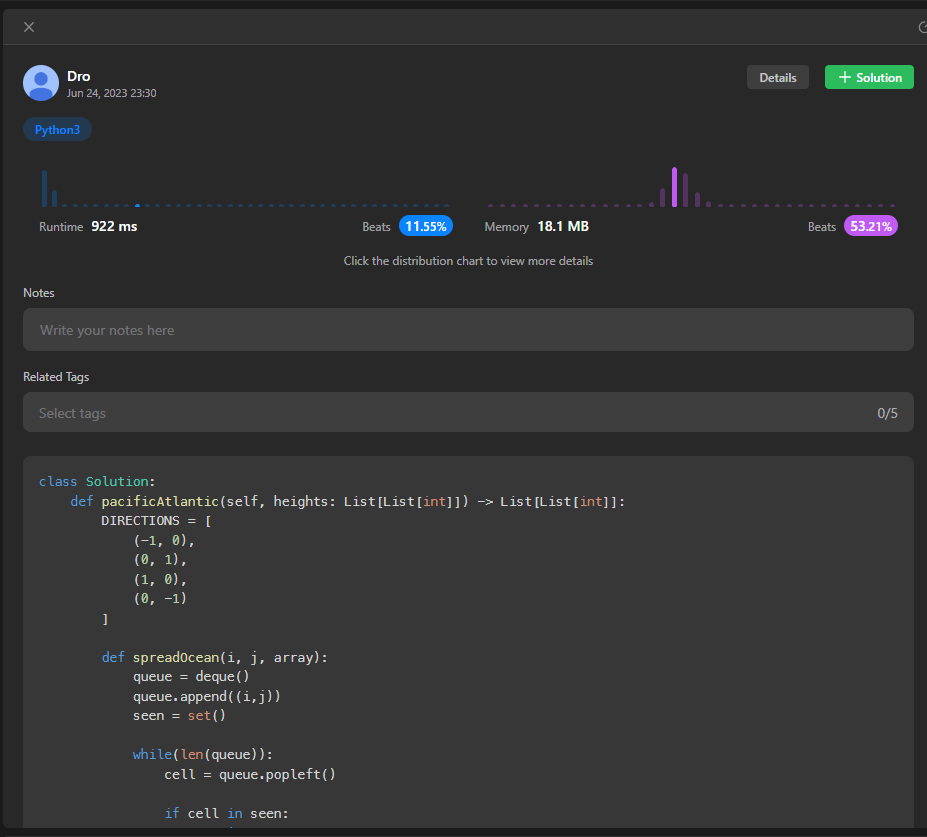 Dro
Jun 24, 2023 23:30
Details
+ Solution
Python3
Runtime 922 ms
Beats 11.55%
Memory 18.1 MB
Beats 53.21%
Click the distribution chart to view more details
Notes
Write your notes here
Related Tags
Select tags
0/5
class Solution:
    def pacificAtlantic(self, heights: List[List[int]]) -> List[List[int]]:
        DIRECTIONS = [
            (-1, 0),
            (0, 1),
            (1, 0),
            (0, -1)
        ]
        def spreadOcean(i, j, array):
            queue = deque()
            queue.append((i,j))
            seen = set()
            while(len(queue)):
                cell = queue.popleft()
                if cell in seen: